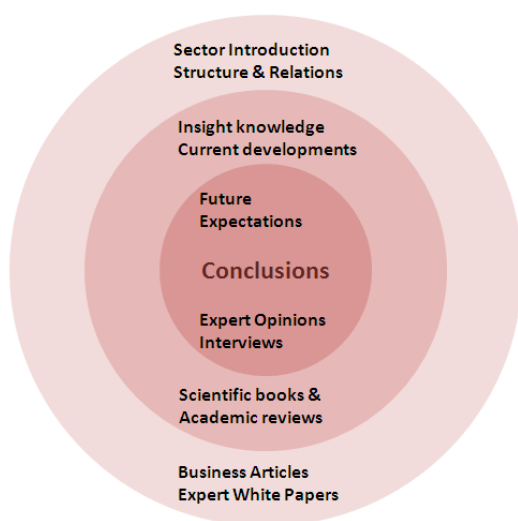 Sector Introduction
Structure & Relations
Insight knowledge
Current developments
Future
Expectations
Conclusions
Expert Opinions
Interviews
Scientific books &
Academic reviews
Business Articles
Expert White Papers